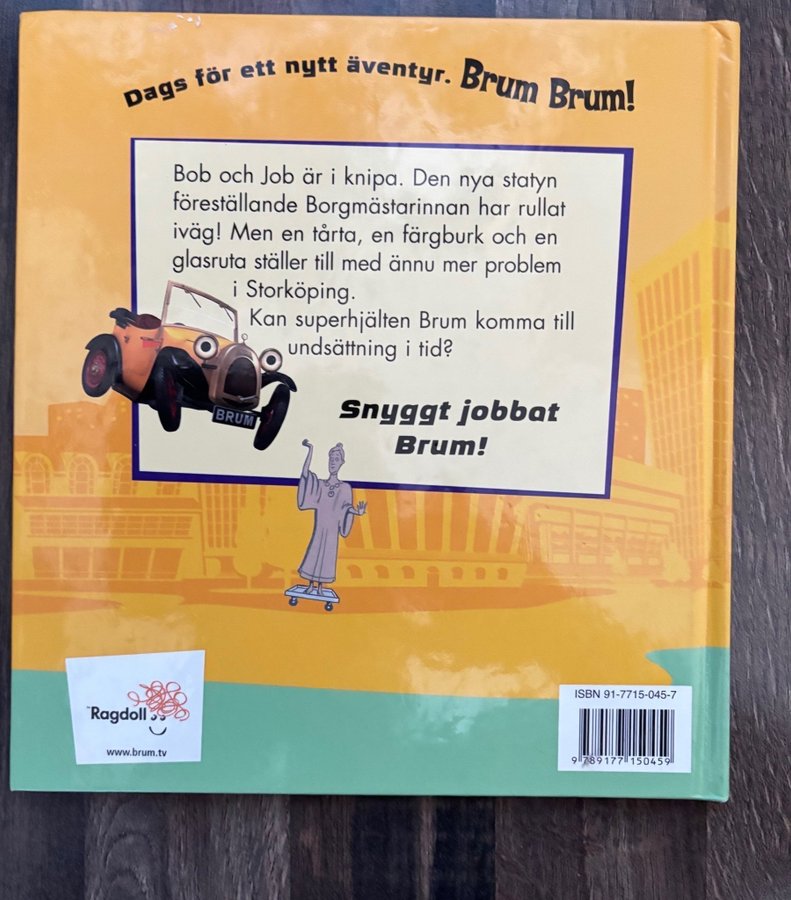 Dags för ett nytt äventyr. Brum Brum!
Bob och Job är i knipa. Den nya statyn
föreställande Borgmästarinnan har rullat
iväg! Men en tårta, en färgburk och en
glasruta ställer till med ännu mer problem
i Storköping.
Kan superhjälten Brum komma till
undsättning i tid?
BRUM
Snyggt jobbat
Brum!
™Ragdoll
www.brum.tv
ISBN 91-7715-045-7
9 789177 150459